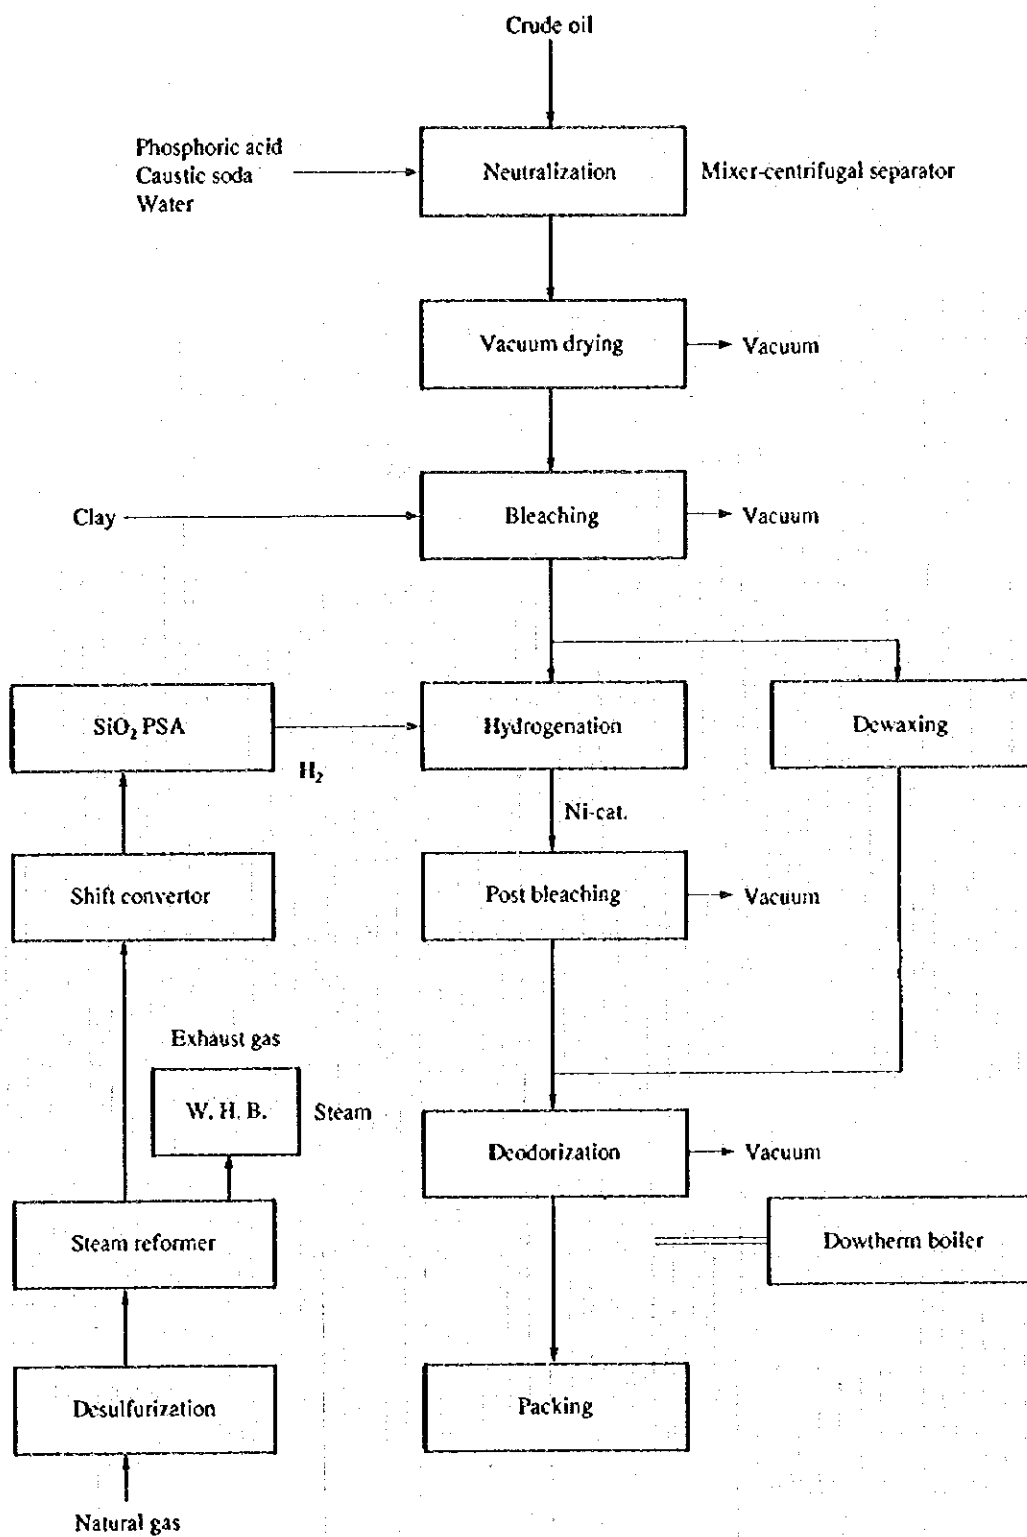 Crude oil
Phosphoric acid
Caustic soda
Water
Neutralization
Mixer-centrifugal separator
Vacuum drying
Vacuum
Clay
Bleaching
Vacuum
SiO₂ PSA
H₂
Hydrogenation
Dewaxing
Ni-cat.
Shift convertor
Post bleaching
Vacuum
Exhaust gas
W. H. B.
Steam
Deodorization
Vacuum
Steam reformer
Dowtherm boiler
Desulfurization
Packing
Natural gas